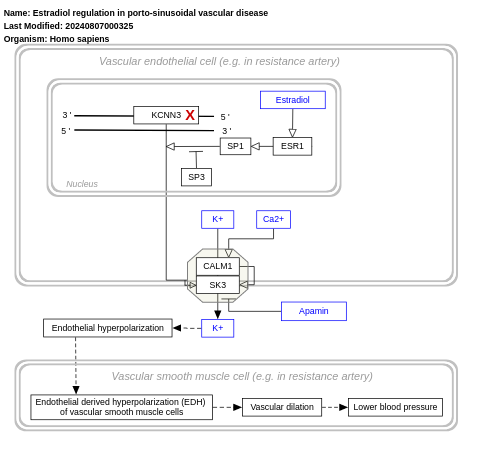 Name: Estradiol regulation in porto-sinusoidal vascular disease
Last Modified: 20240807000325
Organism: Homo sapiens
Vascular endothelial cell (e.g. in resistance artery)
Estradiol
3 '
KCNN3
X
5 '
5 '
3 '
SP1
ESR1
SP3
Nucleus
K+
Ca2+
CALM1
SK3
Apamin
Endothelial hyperpolarization
K+
Vascular smooth muscle cell (e.g. in resistance artery)
Endothelial derived hyperpolarization (EDH)
of vascular smooth muscle cells
Vascular dilation
Lower blood pressure